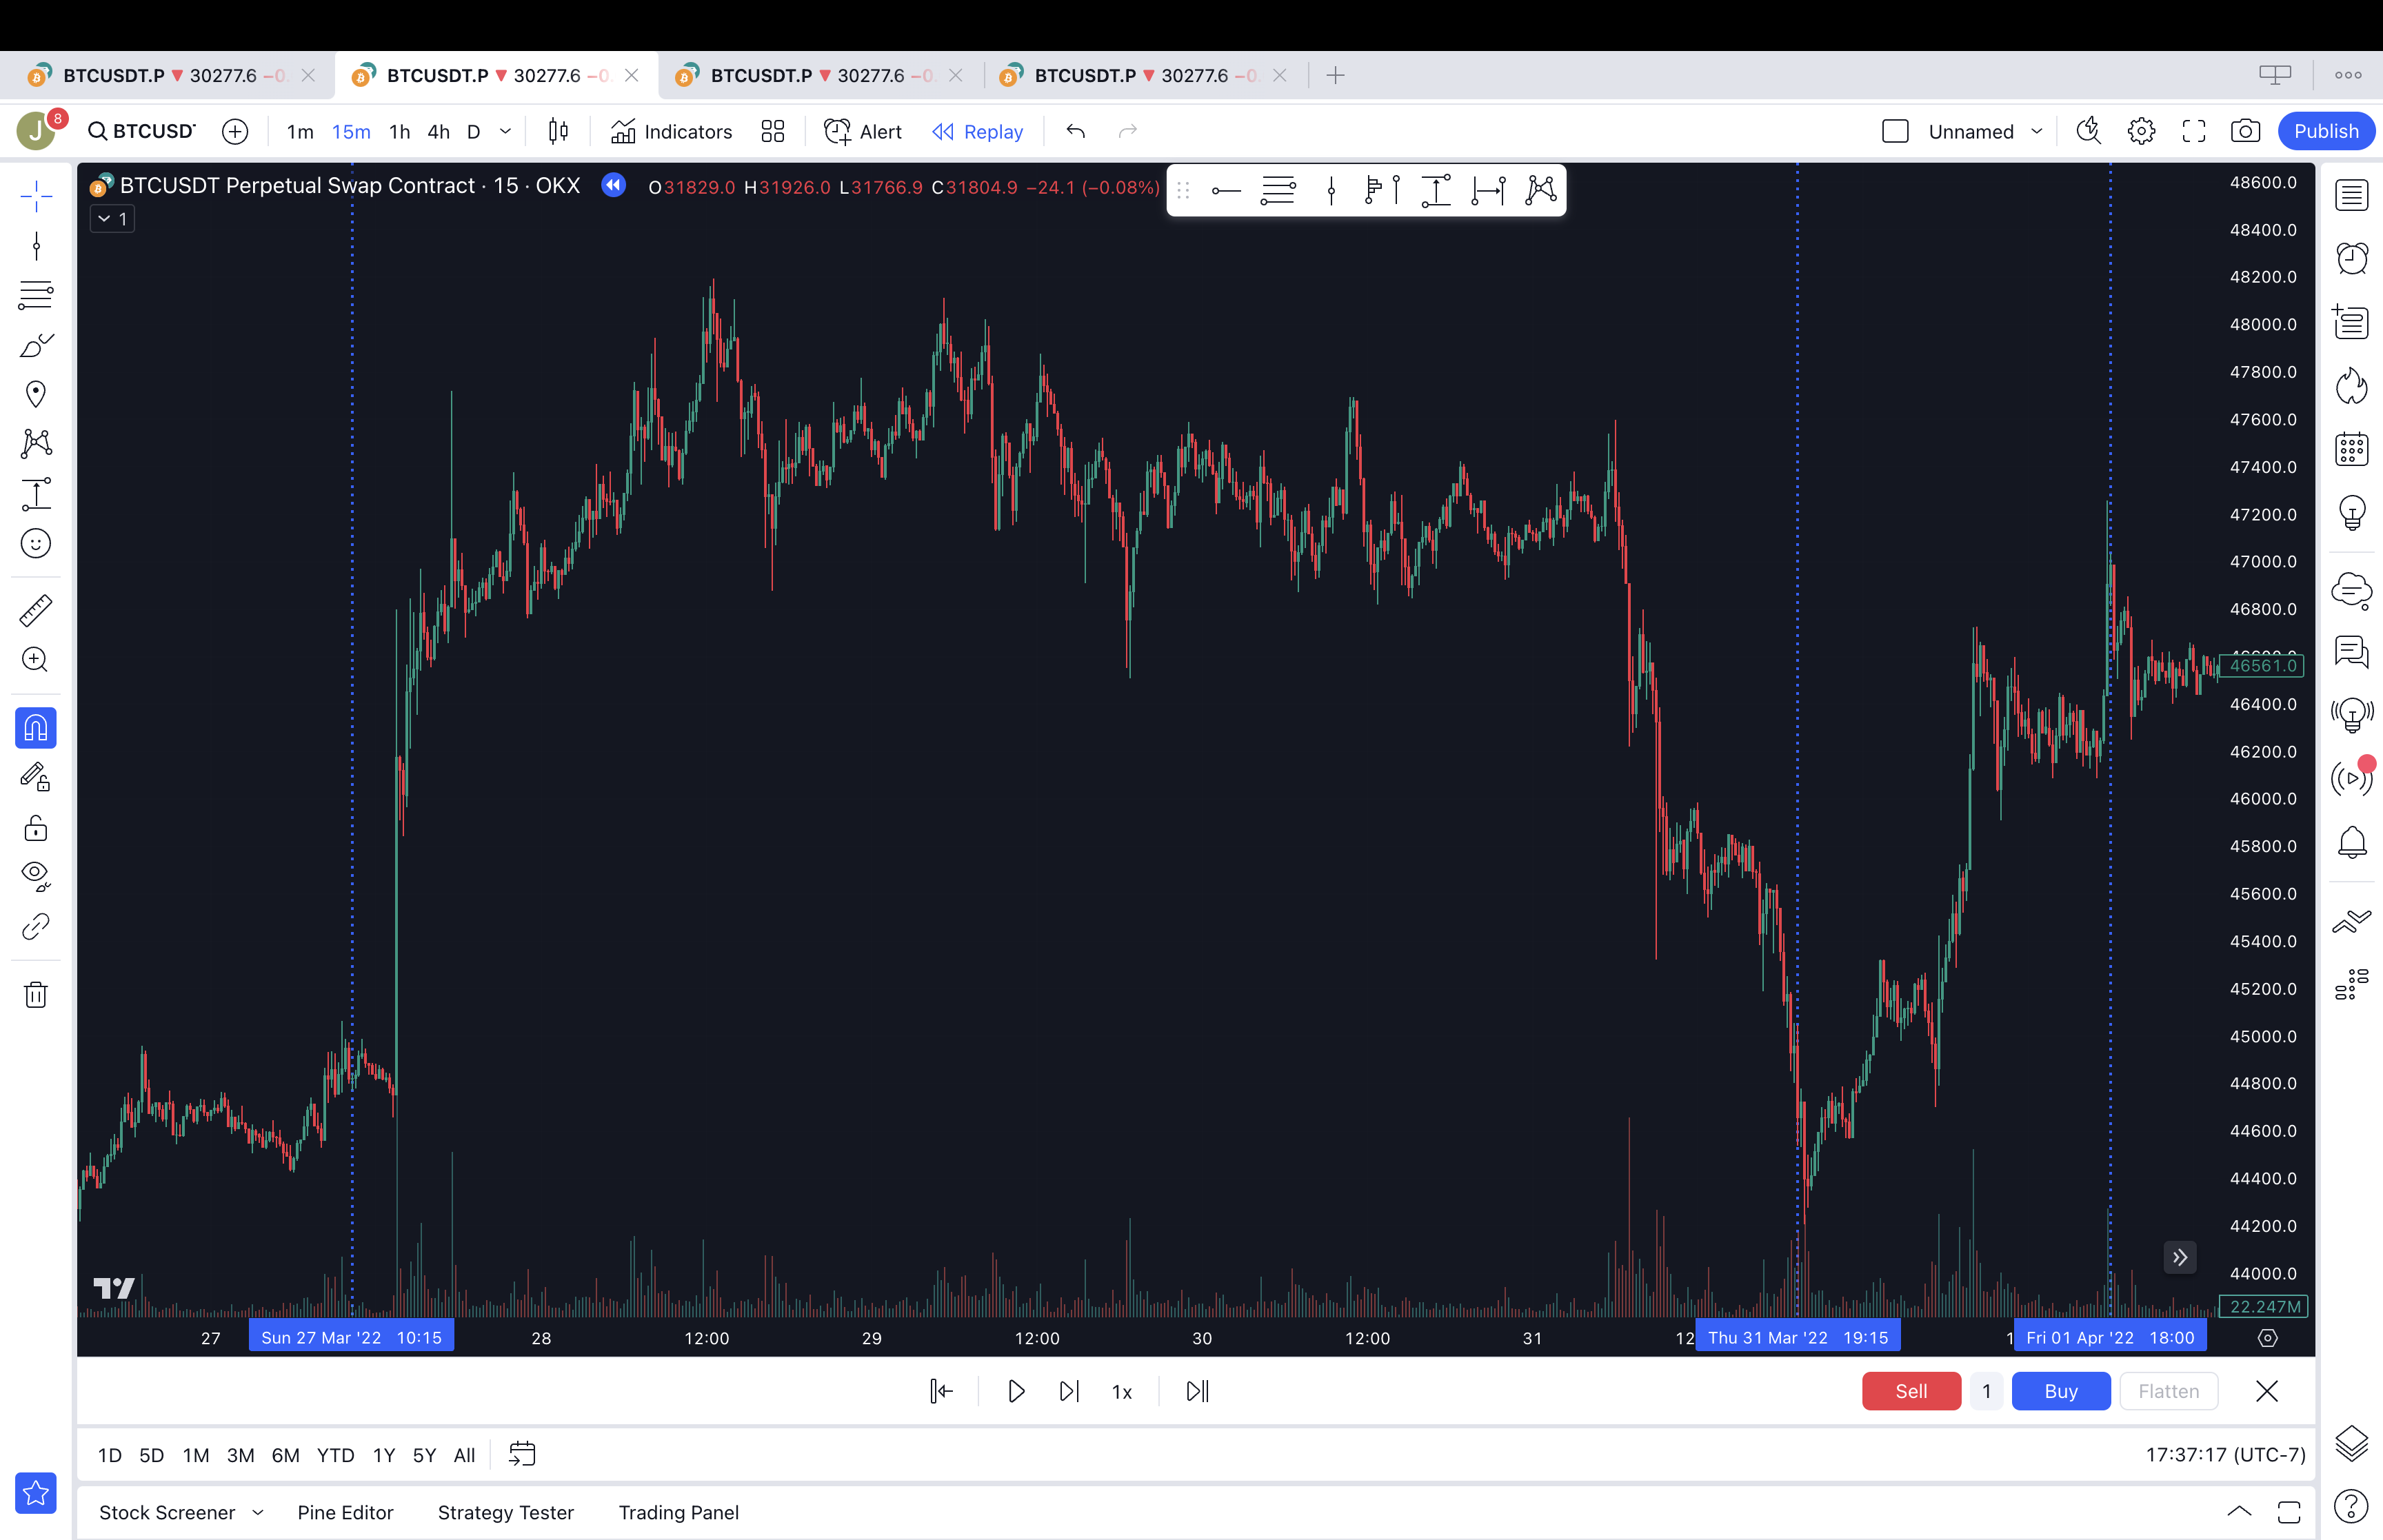 BTCUSDT.P ▼ 30277.6 −0.
BTCUSDT.P ▼ 30277.6 −0.
BTCUSDT.P ▼ 30277.6 −0.
BTCUSDT.P ▼ 30277.6 −0.
J 8
BTCUSDT
1m 15m 1h 4h D
Indicators
Alert
Replay
Unnamed
Publish
BTCUSDT Perpetual Swap Contract · 15 · OKX
O31829.0 H31926.0 L31766.9 C31804.9 −24.1 (−0.08%)
1
48600.0
48400.0
48200.0
48000.0
47800.0
47600.0
47400.0
47200.0
47000.0
46800.0
46561.0
46400.0
46200.0
46000.0
45800.0
45600.0
45400.0
45200.0
45000.0
44800.0
44600.0
44400.0
44200.0
44000.0
22.247M
27 Sun 27 Mar '22 10:15 28 12:00 29 12:00 30 12:00 31 12 Thu 31 Mar '22 19:15 1 Fri 01 Apr '22 18:00
1x
Sell 1 Buy Flatten
1D 5D 1M 3M 6M YTD 1Y 5Y All
17:37:17 (UTC-7)
Stock Screener Pine Editor Strategy Tester Trading Panel